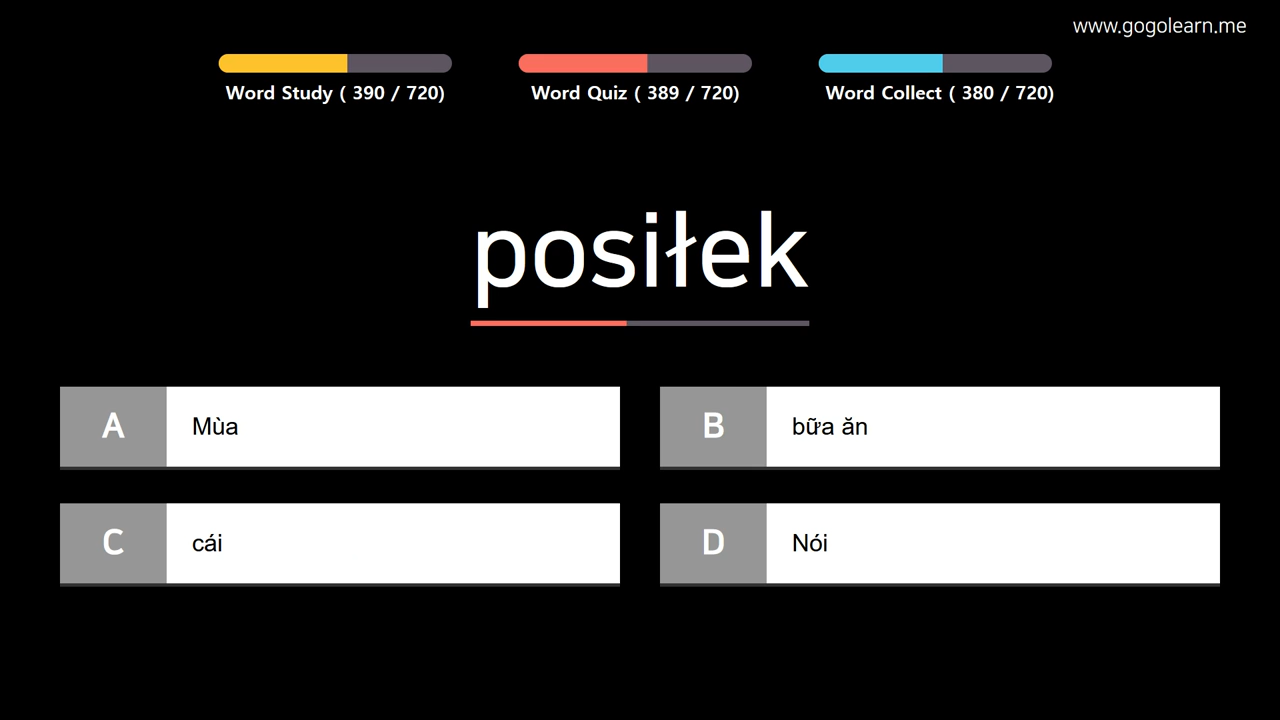 www.gogolearn.me
Word Study ( 390 / 720)
Word Quiz ( 389 / 720)
Word Collect ( 380 / 720)
posiłek
A
Mùa
B
bữa ăn
C
cái
D
Nói